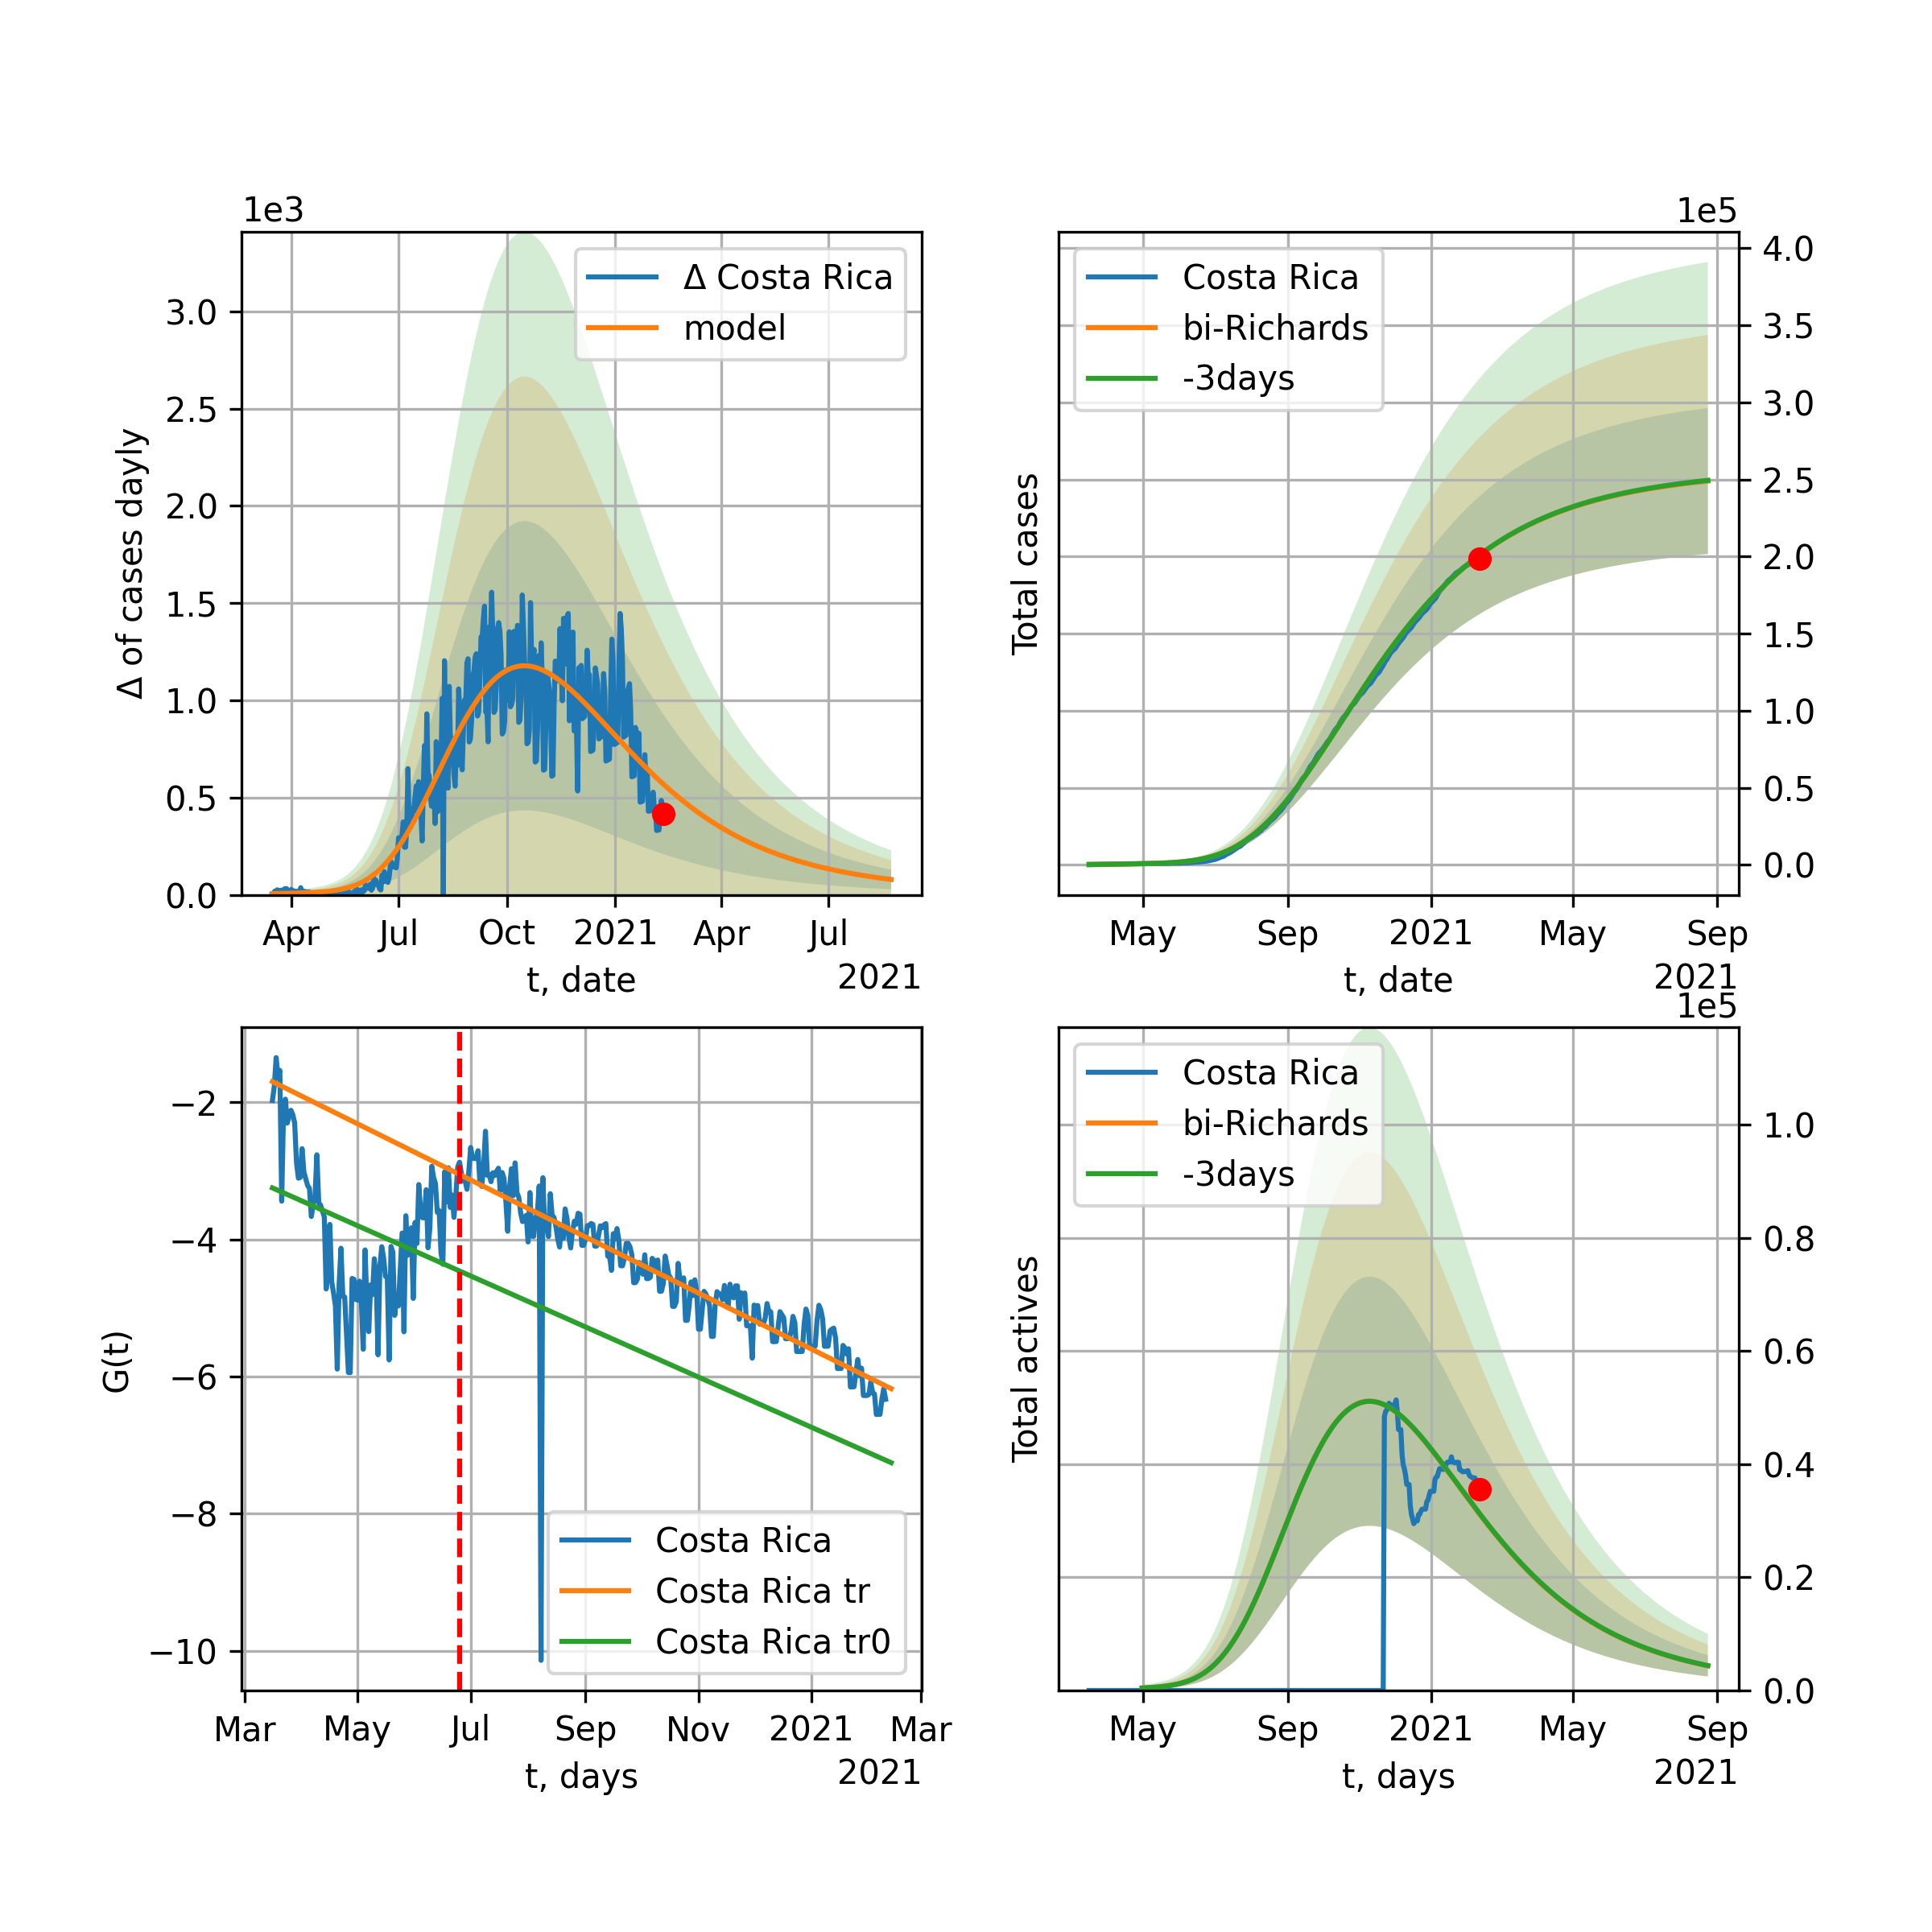 1e3
Δ of cases dayly
3.0
2.5
2.0
1.5
1.0
0.5
0.0
Δ Costa Rica
model
Apr Jul Oct 2021 Apr Jul
t, date
2021
1e5
Total cases
Costa Rica
bi-Richards
-3days
4.0
3.5
3.0
2.5
2.0
1.5
1.0
0.5
0.0
May Sep 2021 May Sep
t, date
2021
G(t)
−2
−4
−6
−8
−10
Costa Rica
Costa Rica tr
Costa Rica tr0
Mar May Jul Sep Nov 2021 Mar
t, days
2021
1e5
Total actives
Costa Rica
bi-Richards
-3days
1.0
0.8
0.6
0.4
0.2
0.0
May Sep 2021 May Sep
t, days
2021